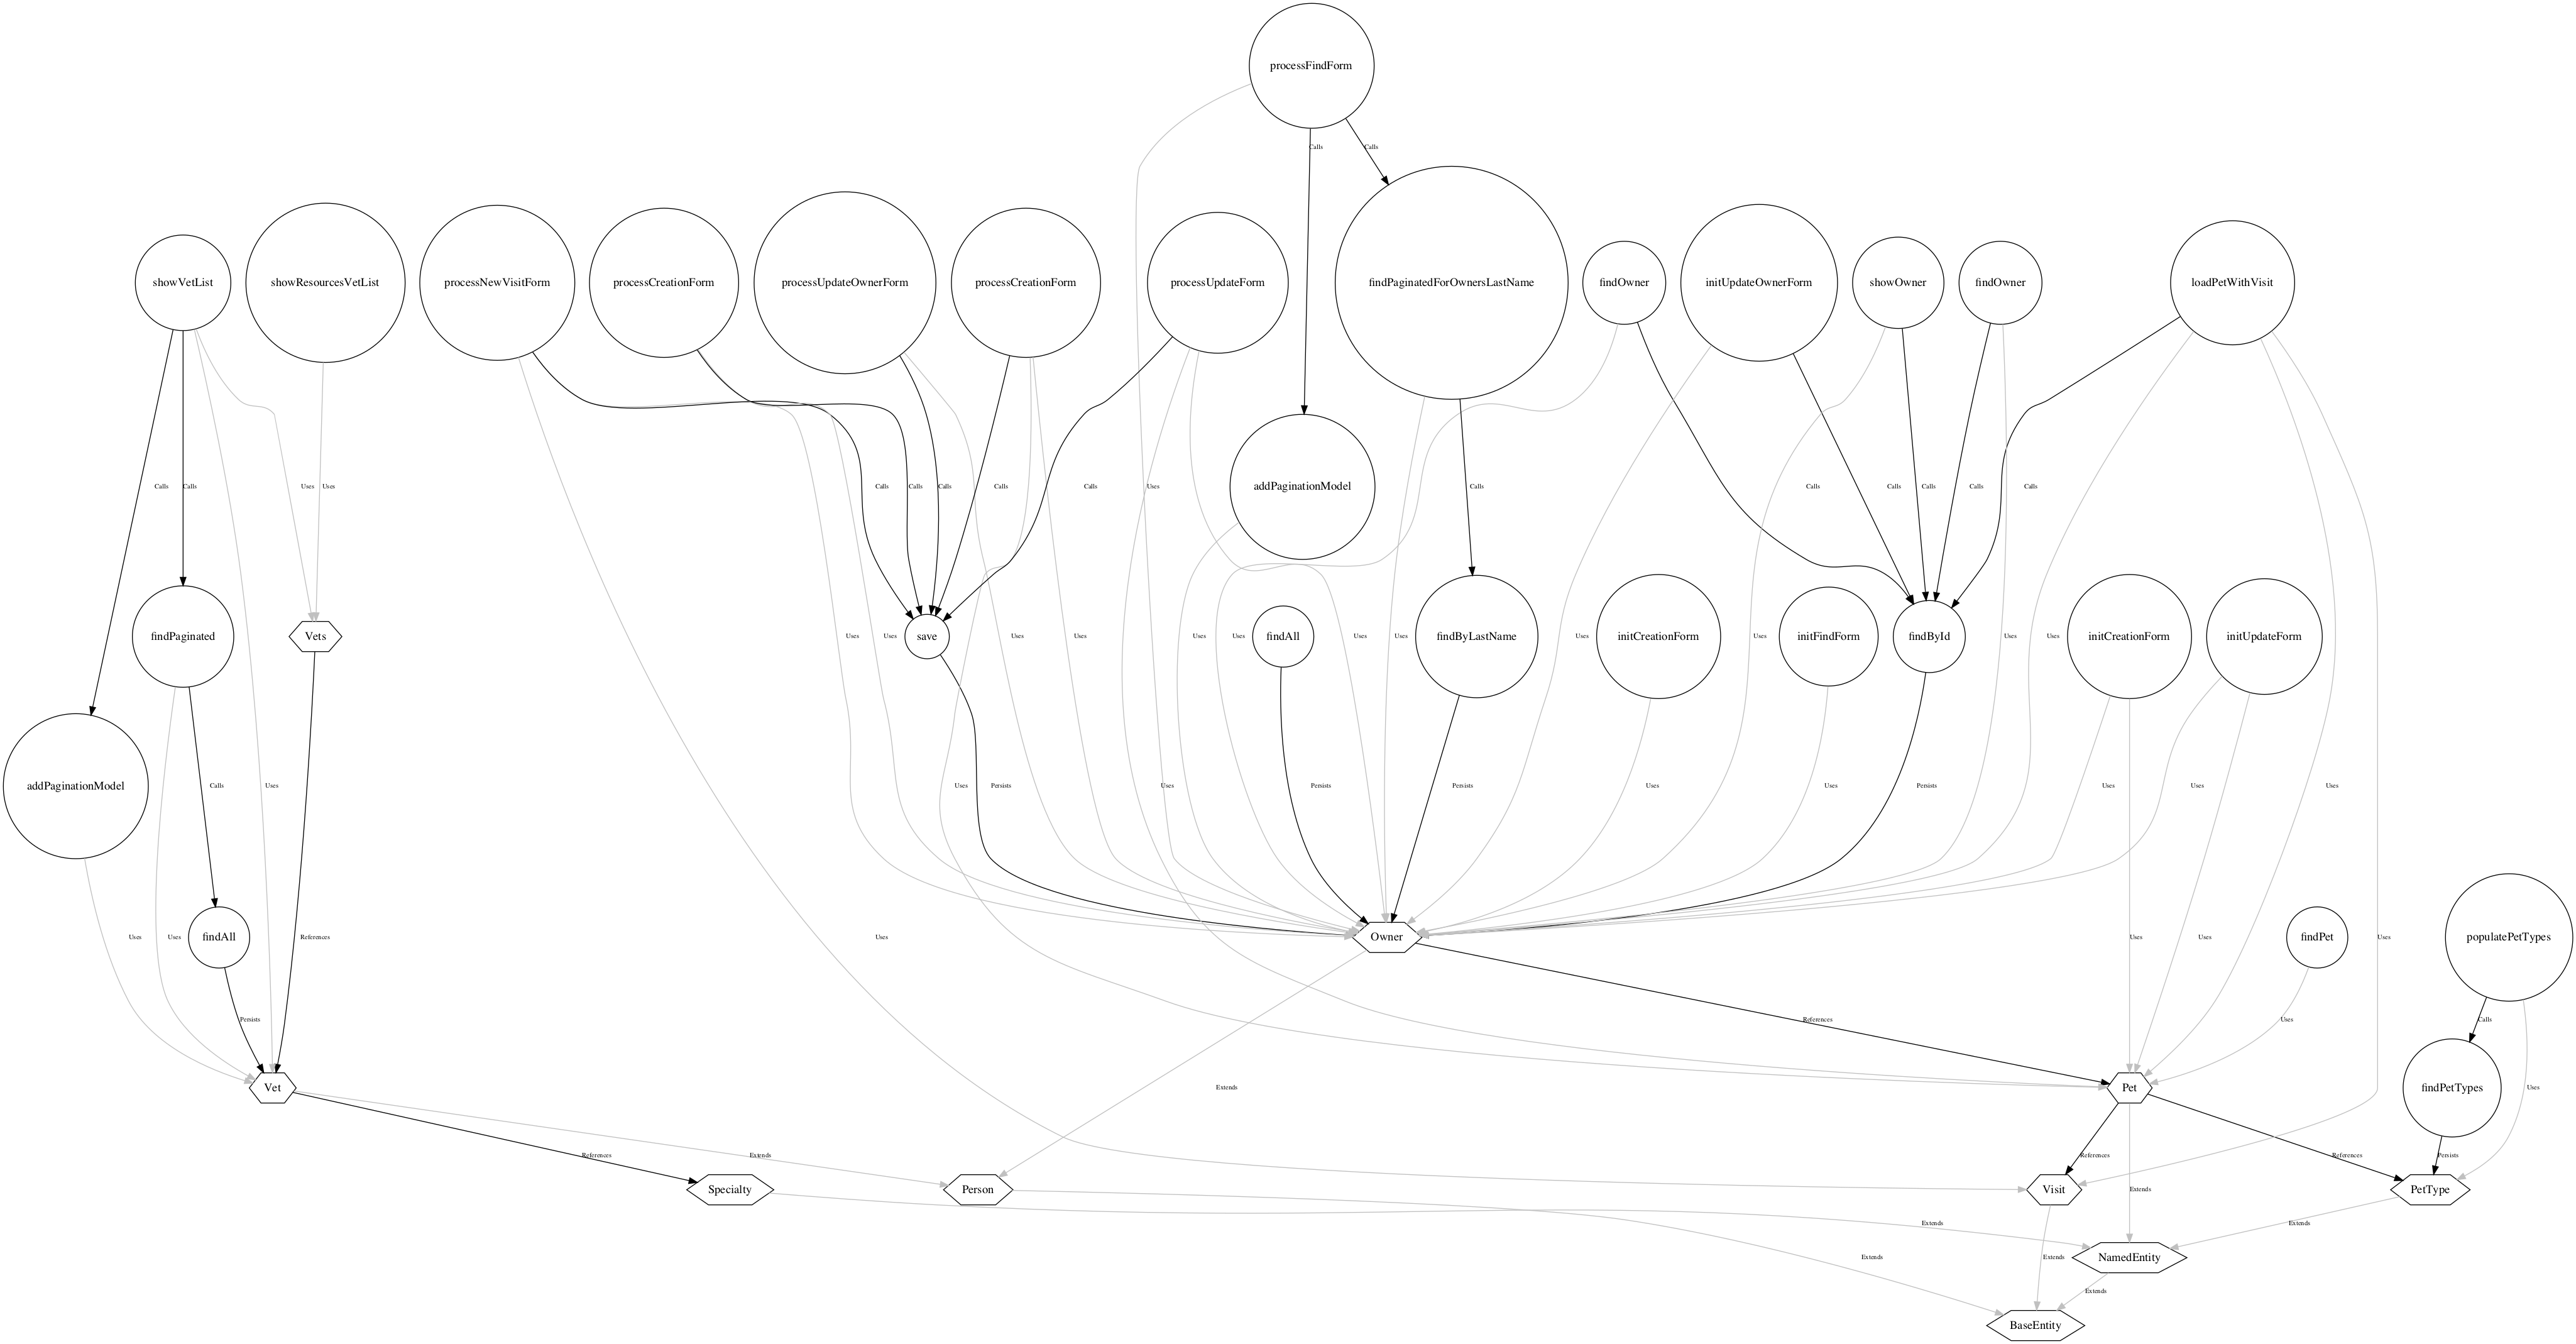 processFindForm
Calls
Calls
showVetList
showResourcesVetList
processNewVisitForm
processCreationForm
processUpdateOwnerForm
processCreationForm
processUpdateForm
findPaginatedForOwnersLastName
findOwner
initUpdateOwnerForm
showOwner
findOwner
loadPetWithVisit
Calls
Calls
Uses
Uses
Calls
Calls
Calls
Calls
Calls
Uses
addPaginationModel
Calls
Calls
Calls
Calls
Calls
Calls
findPaginated
Vets
Uses
Uses
save
Uses
Uses
Uses
Uses
findAll
Uses
Uses
findByLastName
Uses
initCreationForm
Uses
initFindForm
findById
Uses
Uses
initCreationForm
initUpdateForm
addPaginationModel
Calls
Uses
Uses
Persists
Uses
Persists
Persists
Uses
Uses
Persists
Uses
Uses
Uses
Uses
Uses
findAll
References
Uses
Owner
Uses
Uses
Uses
findPet
populatePetTypes
Persists
References
Uses
Calls
Vet
Extends
Pet
findPetTypes
Uses
References
Extends
References
References
Persists
Specialty
Person
Visit
Extends
PetType
Extends
Extends
Extends
Extends
NamedEntity
Extends
BaseEntity